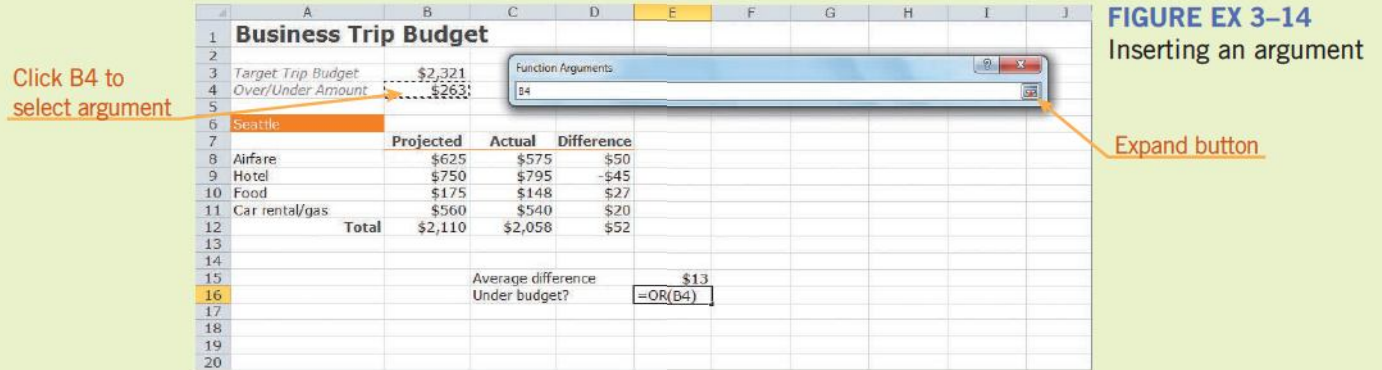 FIGURE EX 3–14
Inserting an argument
Click B4 to
select argument
Expand button
A B C D E F G H I J
1 Business Trip Budget
2
3 Target Trip Budget $2,321
4 Over/Under Amount $263
5
6 Seattle
7 Projected Actual Difference
8 Airfare $625 $575 $50
9 Hotel $750 $795 -$45
10 Food $175 $148 $27
11 Car rental/gas $560 $540 $20
12 Total $2,110 $2,058 $52
13
14
15 Average difference $13
16 Under budget? =OR(B4)
17
18
19
20
Function Arguments
B4